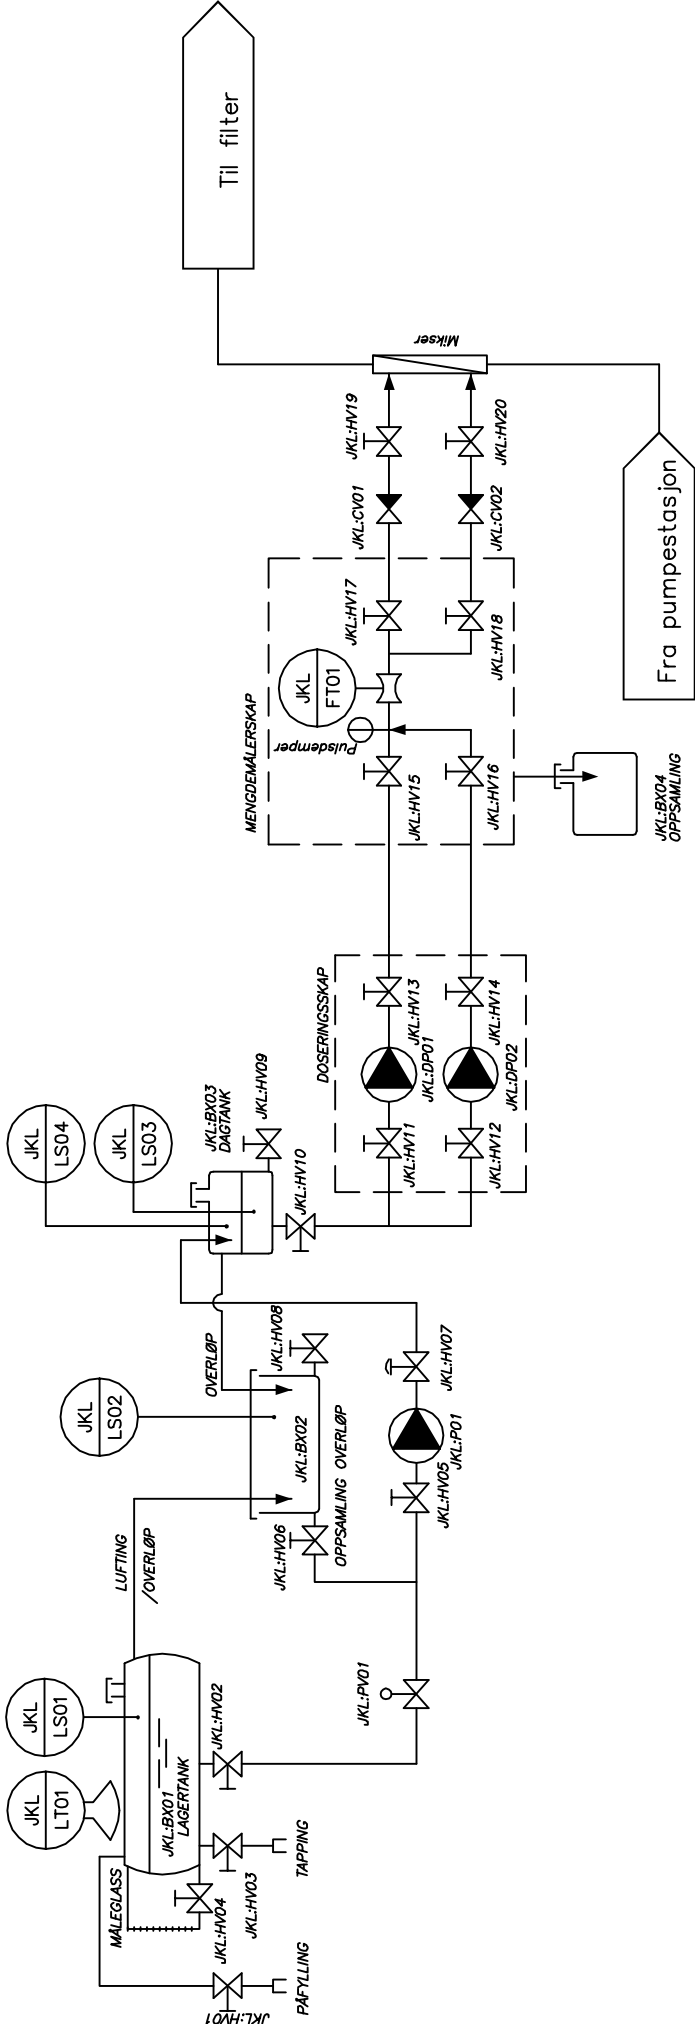 Til filter
Mikser
Fra pumpestasjon
JKL:HV19
JKL:HV20
JKL:CV01
JKL:CV02
JKL:HV17
JKL:HV18
JKL
FT01
MENGDEMÅLERSKAP
Pulsdemper
JKL:HV15
JKL:HV16
JKL:BX04
OPPSAMLING
DOSERINGSSKAP
JKL:HV13
JKL:HV14
JKL:DP01
JKL:DP02
JKL:HV11
JKL:HV12
JKL
LS04
JKL
LS03
JKL:BX03
DAGTANK
JKL:HV09
JKL:HV10
OVERLØP
JKL:HV08
JKL:HV07
JKL
LS02
JKL:BX02
OPPSAMLING OVERLØP
JKL:P01
JKL:HV05
JKL:HV06
LUFTING
/OVERLØP
JKL:PV01
JKL
LS01
JKL:HV02
JKL
LT01
JKL:BX01
LAGERTANK
TAPPING
MÅLEGLASS
JKL:HV03
JKL:HV04
PÅFYLLING
JKL:HV01